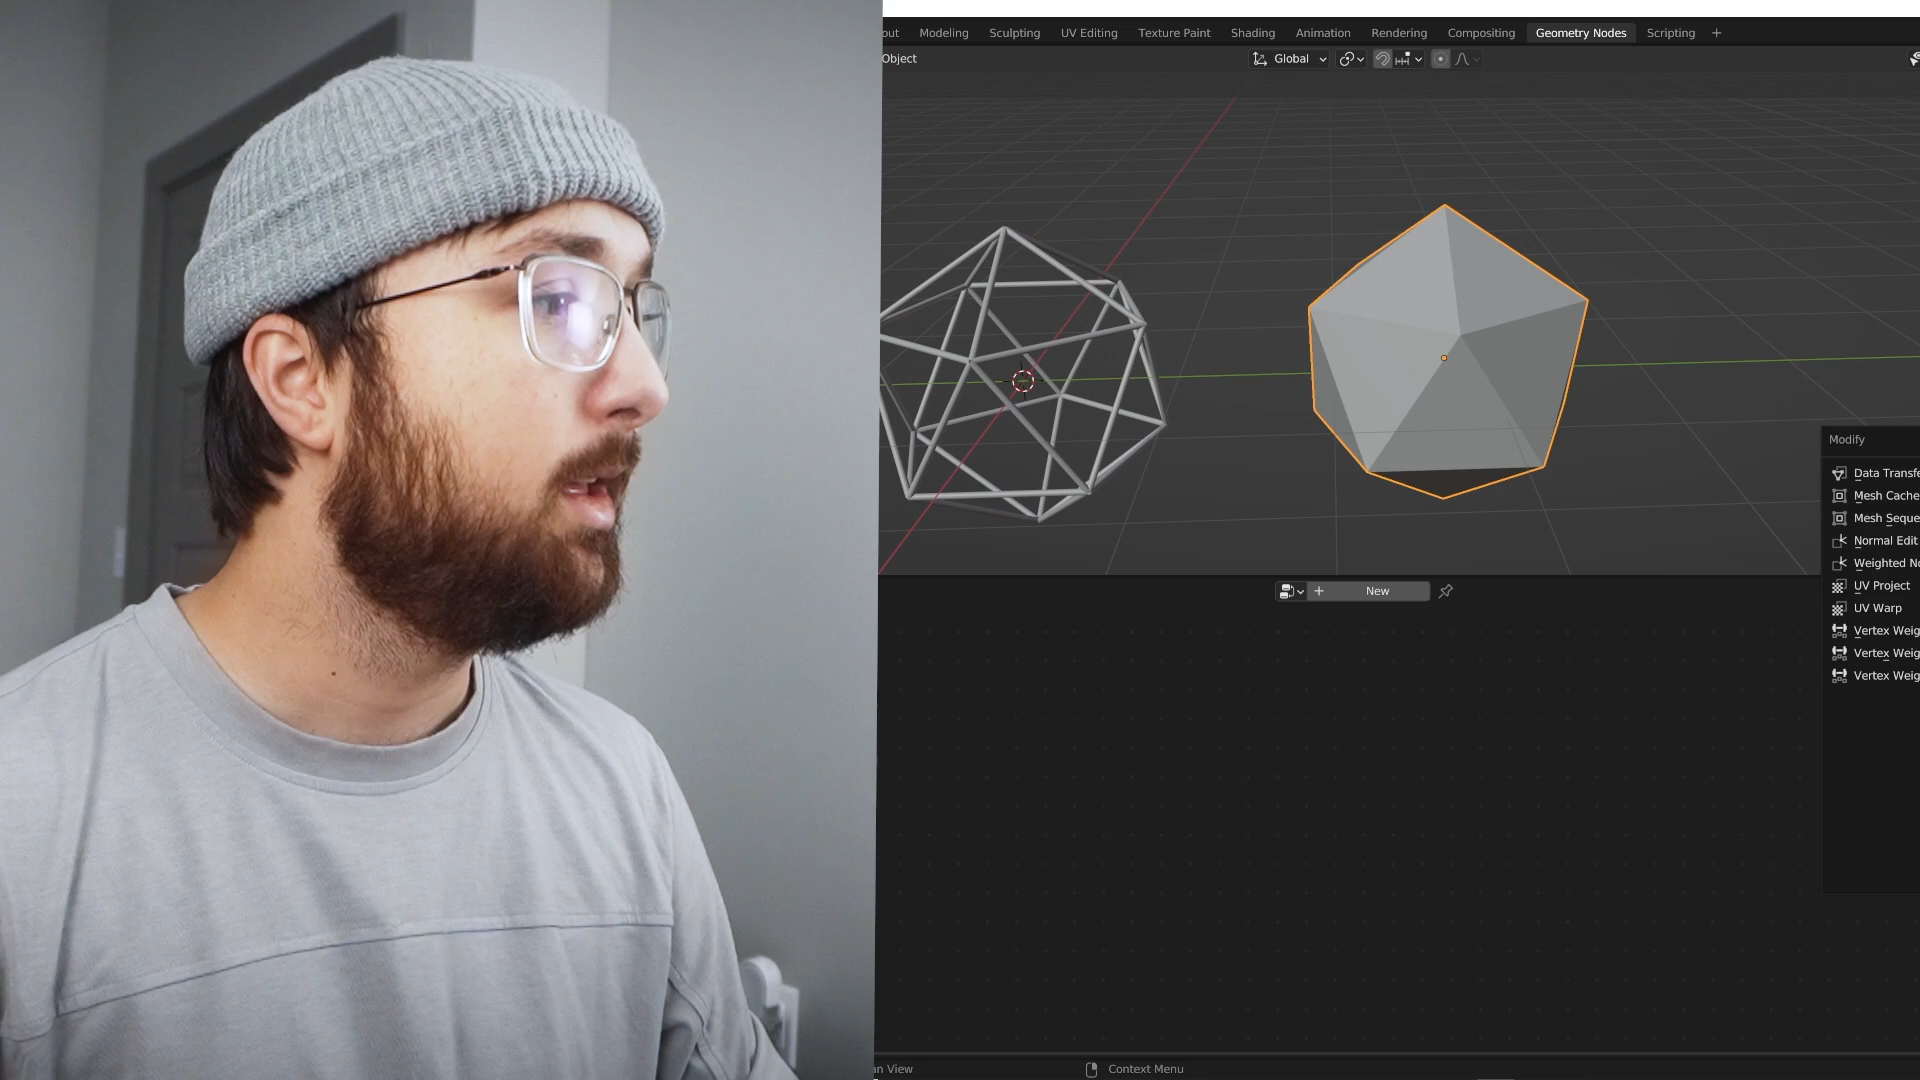 out Modeling Sculpting UV Editing Texture Paint Shading Animation Rendering Compositing Geometry Nodes Scripting +
Object Global
Modify
Data Transfe
Mesh Cache
Mesh Seque
Normal Edit
Weighted No
UV Project
UV Warp
Vertex Weig
Vertex Weig
Vertex Weig
+ New
an View Context Menu